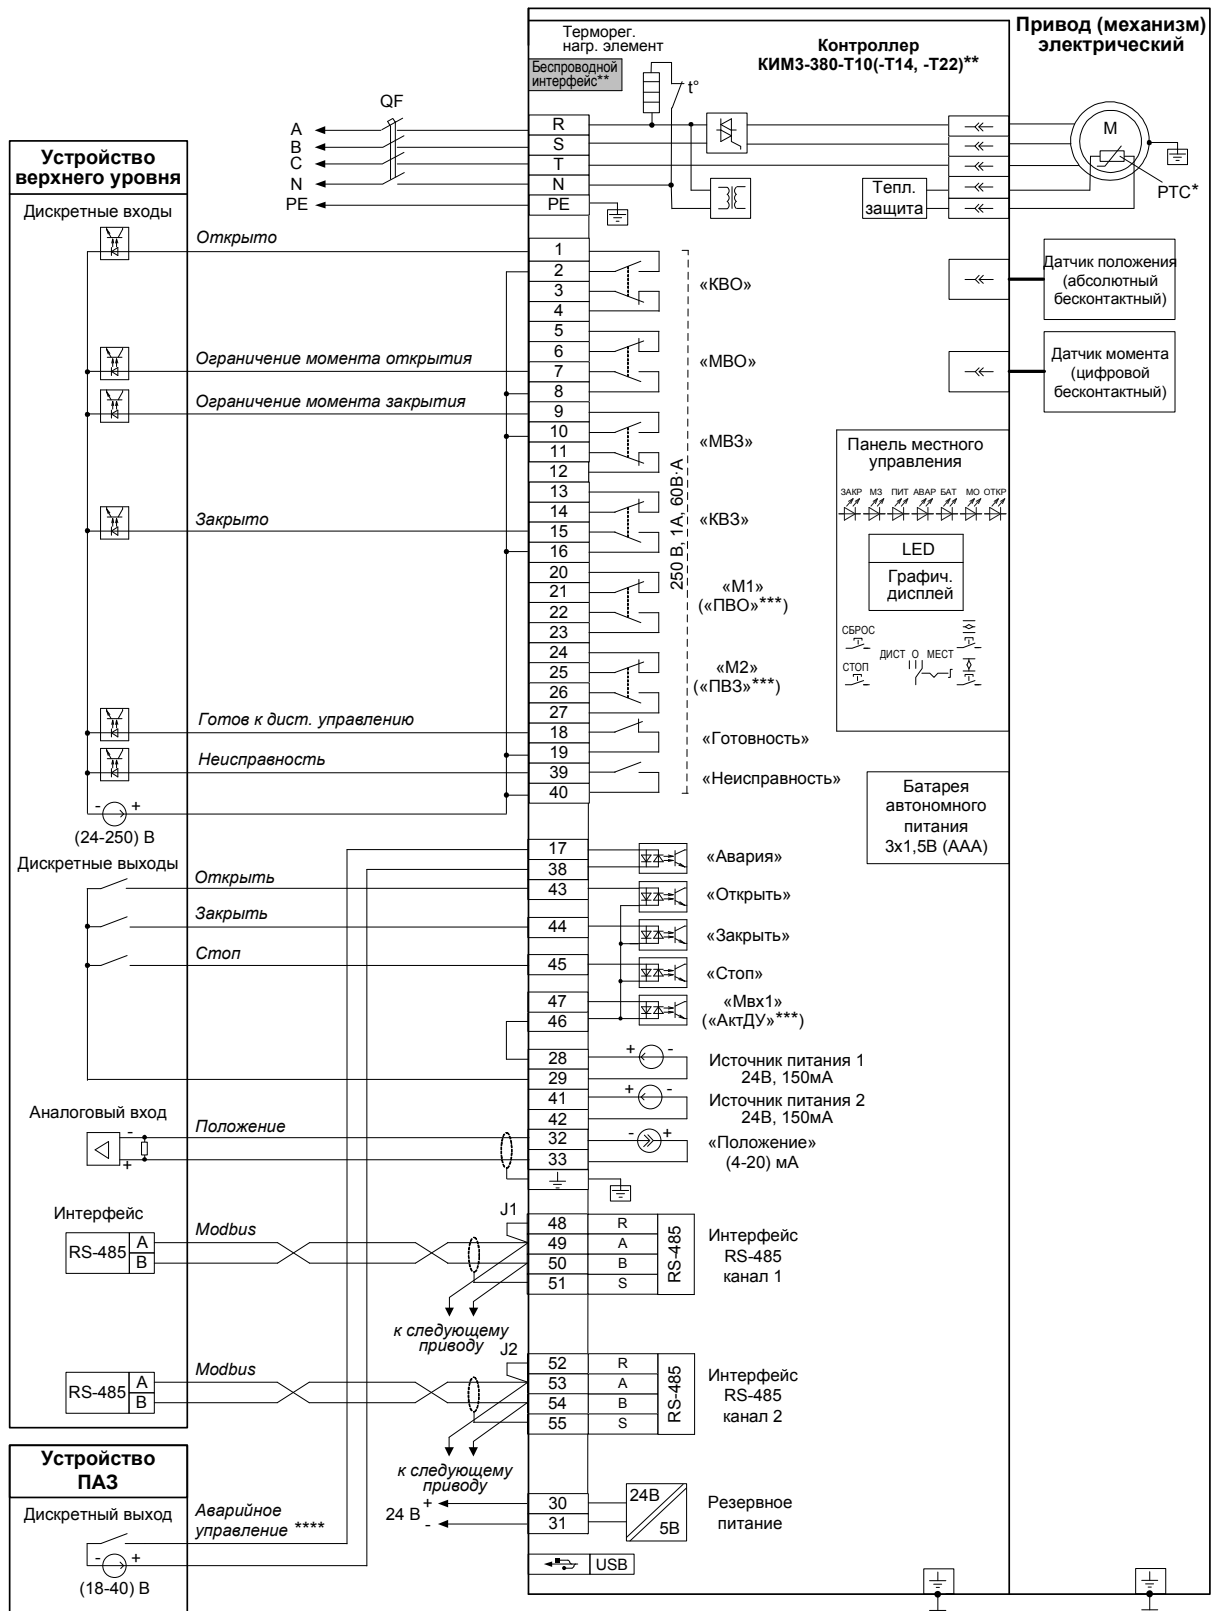 Привод (механизм)
электрический
Терморег.
нагр. элемент
Контроллер
КИМ3-380-Т10(-Т14, -Т22)**
Беспроводной
интерфейс**
t°
QF
A
B
C
N
PE
R
S
T
N
PE
M
PTC*
Тепл.
защита
Устройство
верхнего уровня
Дискретные входы
Открыто
1
2
3
4
«КВО»
Датчик положения
(абсолютный
бесконтактный)
Ограничение момента открытия
5
6
7
8
«МВО»
Датчик момента
(цифровой
бесконтактный)
Ограничение момента закрытия
9
10
11
12
«МВЗ»
250 В, 1А, 60В·А
Панель местного
управления
ЗАКР МЗ ПИТ АВАР БАТ МО ОТКР
LED
Графич.
дисплей
СБРОС
СТОП
ДИСТ О МЕСТ
Закрыто
13
14
15
16
«КВЗ»
20
21
22
23
«М1»
(«ПВО»***)
24
25
26
27
«М2»
(«ПВЗ»***)
Готов к дист. управлению
18
19
«Готовность»
Неисправность
39
40
«Неисправность»
- +
(24-250) В
Батарея
автономного
питания
3х1,5В (ААА)
Дискретные выходы
17
38
«Авария»
Открыть
43
«Открыть»
Закрыть
44
«Закрыть»
Стоп
45
«Стоп»
47
46
«Мвх1»
(«АктДУ»***)
28
29
+ -
Источник питания 1
24В, 150мА
41
42
+ -
Источник питания 2
24В, 150мА
Аналоговый вход
-
+
Положение
32
33
- +
«Положение»
(4-20) мА
Интерфейс
RS-485
A
B
Modbus
J1
48 R
49 A
50 B
51 S
RS-485
Интерфейс
RS-485
канал 1
к следующему
приводу
RS-485
A
B
Modbus
J2
52 R
53 A
54 B
55 S
RS-485
Интерфейс
RS-485
канал 2
к следующему
приводу
Устройство
ПАЗ
Дискретный выход
Аварийное
управление ****
- +
(18-40) В
24 В
+
-
30
31
24В
5В
Резервное
питание
USB